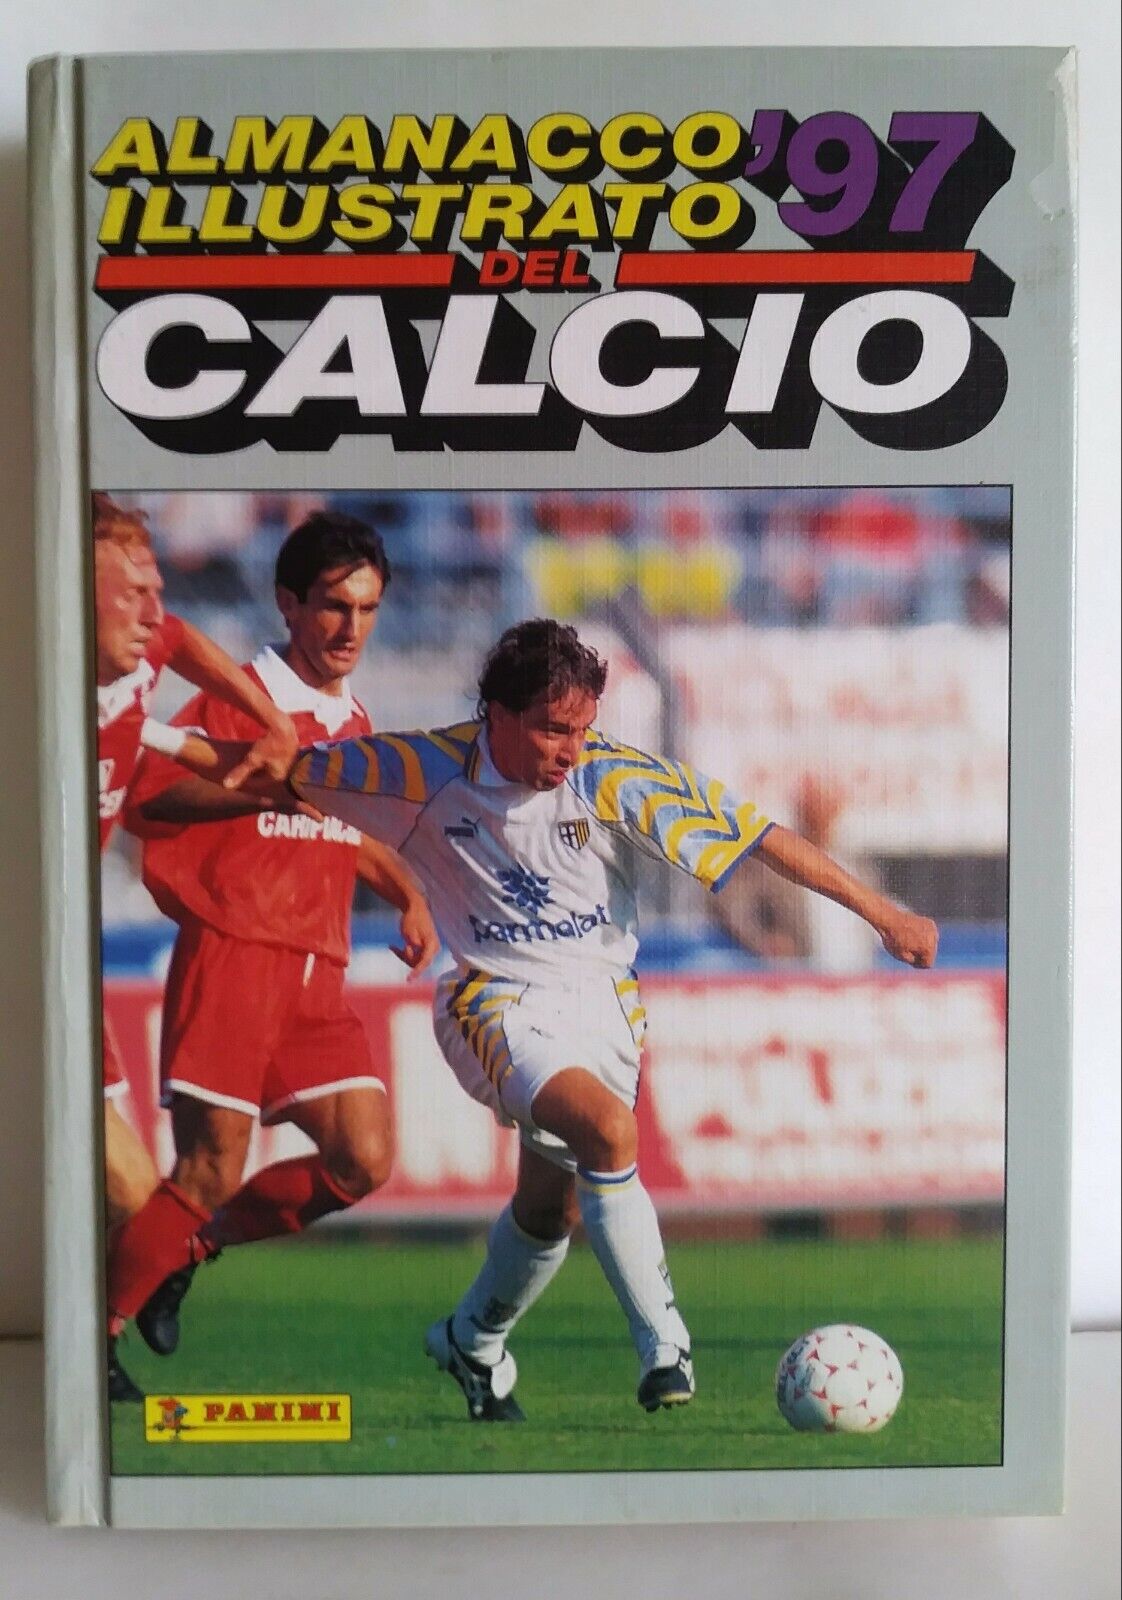 ALMANACCO '97
ILLUSTRATO
DEL
CALCIO
Parmalat
PANINI